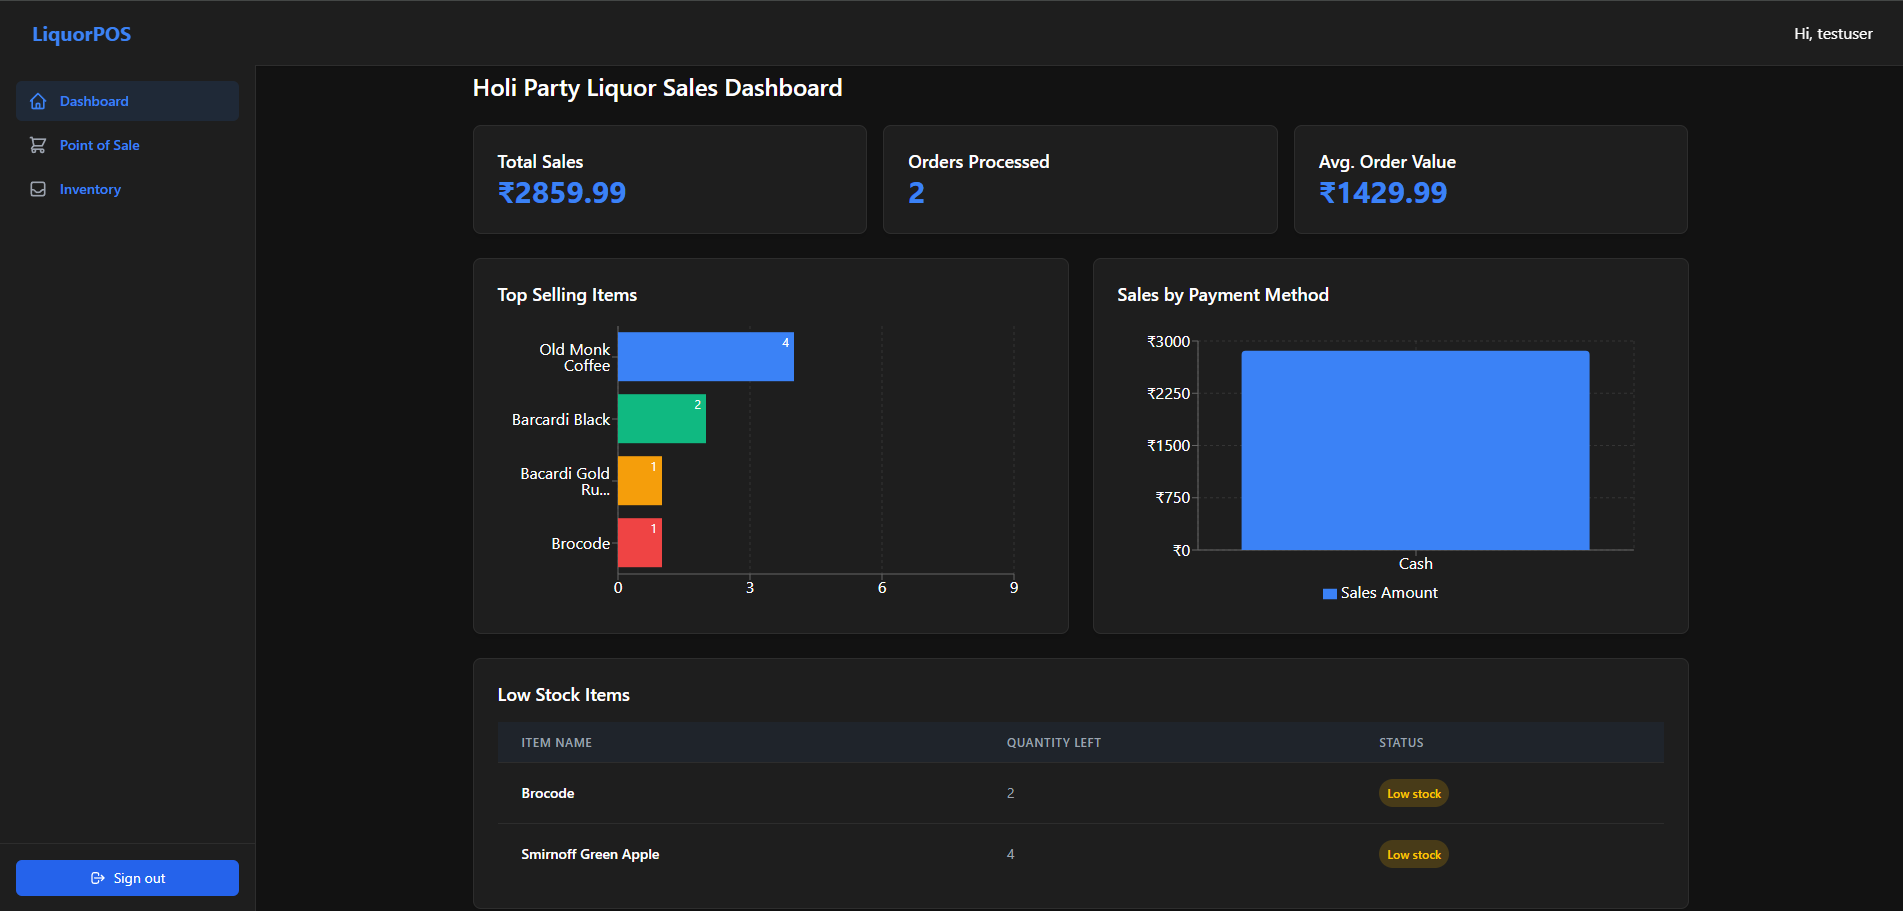 LiquorPOS
Hi, testuser
Dashboard
Point of Sale
Inventory
Sign out
Holi Party Liquor Sales Dashboard
Total Sales
₹2859.99
Orders Processed
2
Avg. Order Value
₹1429.99
Top Selling Items
Old Monk
Coffee
4
Barcardi Black
2
Bacardi Gold
Ru...
1
Brocode
1
0 3 6 9
Sales by Payment Method
₹3000
₹2250
₹1500
₹750
₹0
Cash
Sales Amount
Low Stock Items
ITEM NAME QUANTITY LEFT STATUS
Brocode 2 Low stock
Smirnoff Green Apple 4 Low stock